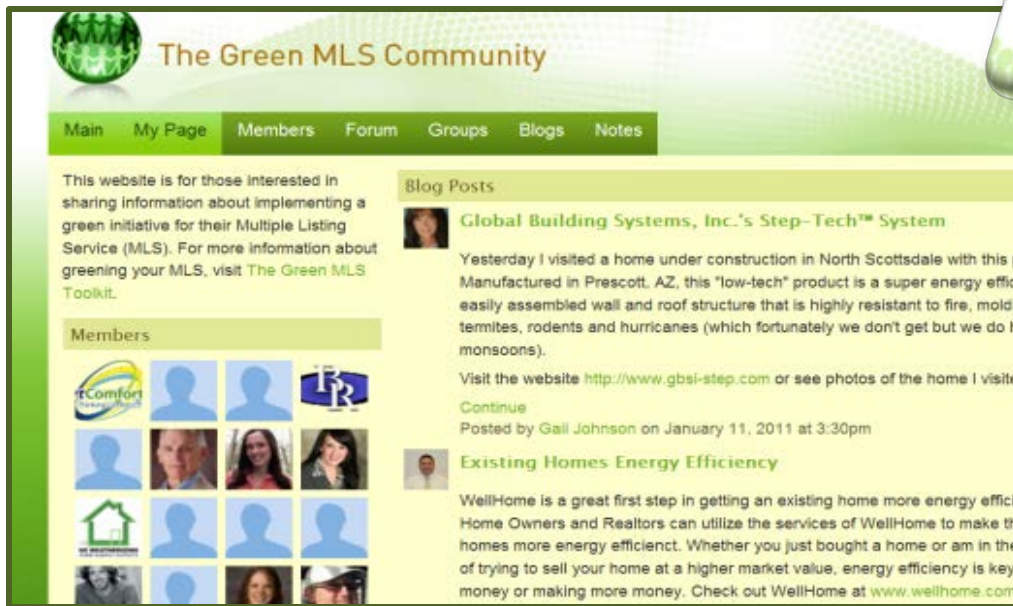 The Green MLS Community
Main My Page Members Forum Groups Blogs Notes
This website is for those interested in
sharing information about implementing a
green initiative for their Multiple Listing
Service (MLS). For more information about
greening your MLS, visit The Green MLS
Toolkit.
Members
Comfort
Blog Posts
Global Building Systems, Inc.'s Step-Tech™ System
Yesterday I visited a home under construction in North Scottsdale with this
Manufactured in Prescott, AZ, this "low-tech" product is a super energy
easily assembled wall and roof structure that is highly resistant to fire, mold
termites, rodents and hurricanes (which fortunately we don't get but we do
monsoons).
Visit the website http://www.gbsi-step.com or see photos of the home I
Continue
Posted by Gail Johnson on January 11, 2011 at 3:30pm
Existing Homes Energy Efficiency
WellHome is a great first step in getting an existing home more energy
Home Owners and Realtors can utilize the services of WellHome to make
homes more energy efficienct. Whether you just bought a home or am in the
of trying to sell your home at a higher market value, energy efficiency is key
money or making more money. Check out WellHome at www.wellhome.com